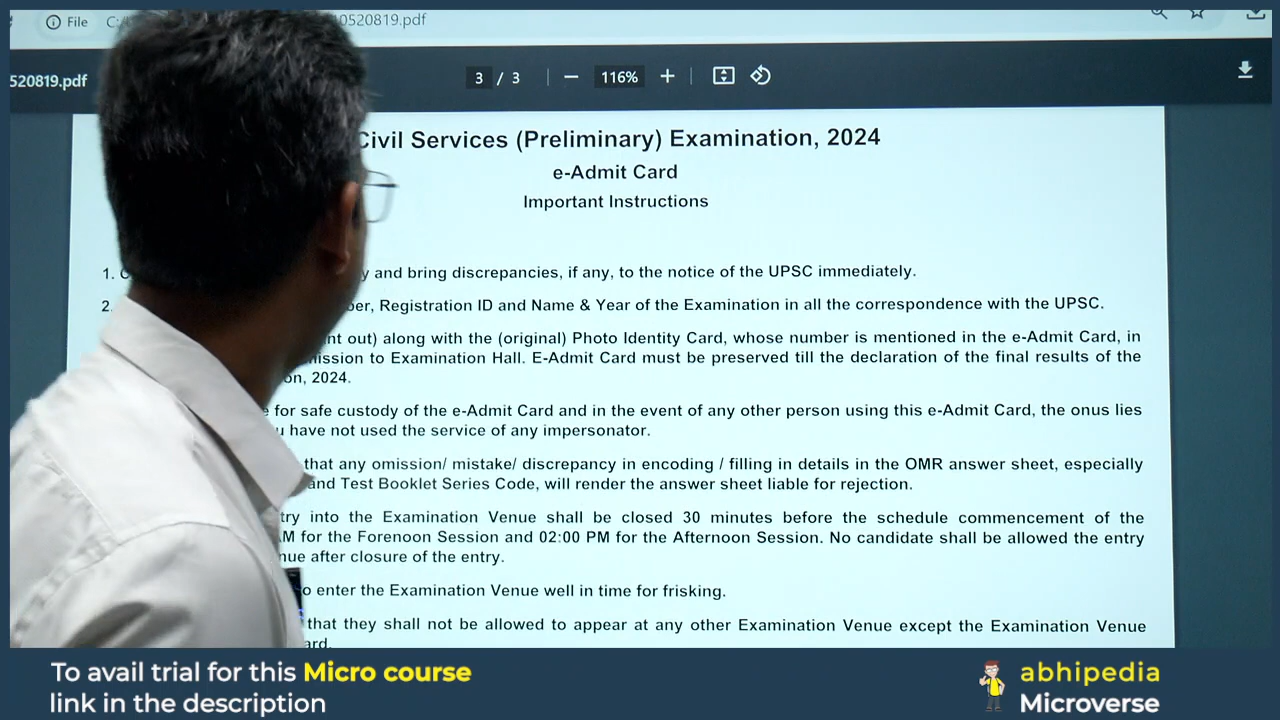 File C:/ 0520819.pdf
520819.pdf 3 / 3 116%
Civil Services (Preliminary) Examination, 2024
e-Admit Card
Important Instructions
1. and bring discrepancies, if any, to the notice of the UPSC immediately.
2. Registration ID and Name & Year of the Examination in all the correspondence with the UPSC.
out) along with the (original) Photo Identity Card, whose number is mentioned in the e-Admit Card, in
to Examination Hall. E-Admit Card must be preserved till the declaration of the final results of the
2024.
for safe custody of the e-Admit Card and in the event of any other person using this e-Admit Card, the onus lies
have not used the service of any impersonator.
that any omission/ mistake/ discrepancy in encoding / filling in details in the OMR answer sheet, especially
and Test Booklet Series Code, will render the answer sheet liable for rejection.
into the Examination Venue shall be closed 30 minutes before the schedule commencement of the
for the Forenoon Session and 02:00 PM for the Afternoon Session. No candidate shall be allowed the entry
after closure of the entry.
enter the Examination Venue well in time for frisking.
that they shall not be allowed to appear at any other Examination Venue except the Examination Venue
To avail trial for this Micro course
link in the description
abhipedia
Microverse